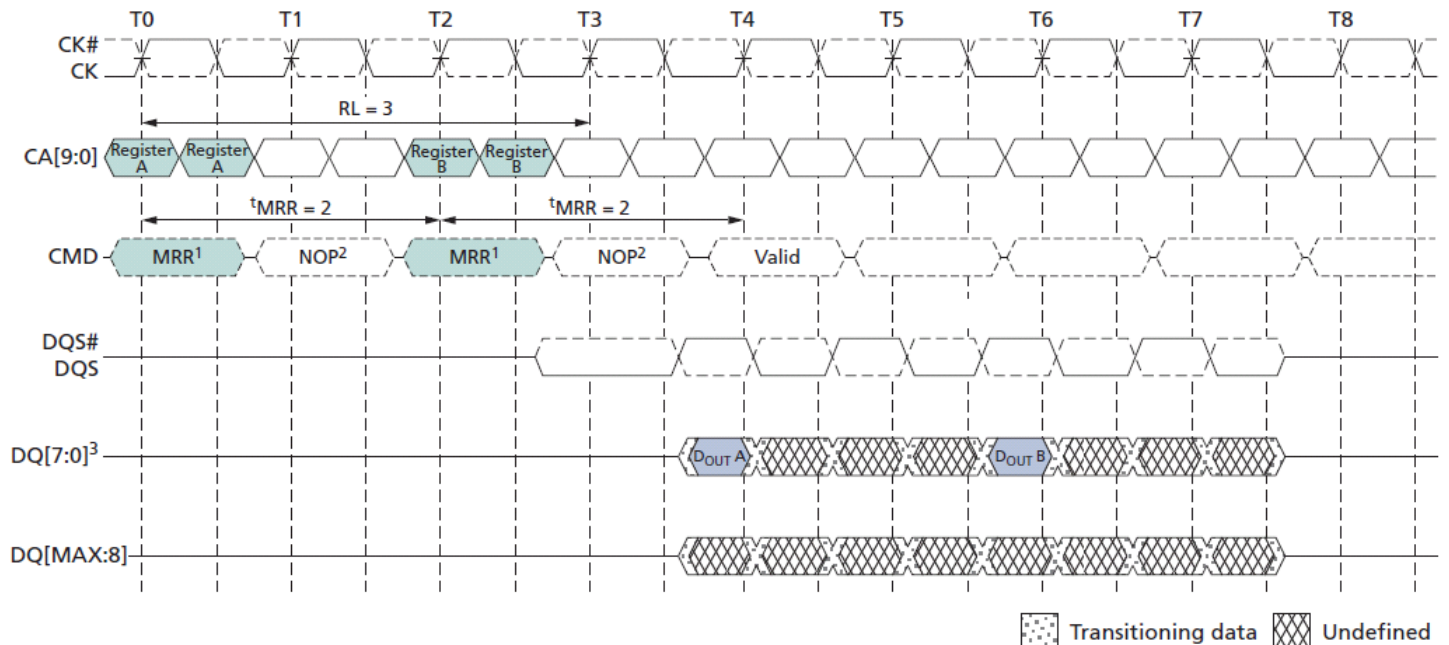 T0 T1 T2 T3 T4 T5 T6 T7 T8
CK#
CK
RL = 3
CA[9:0] Register A Register A Register B Register B
tMRR = 2 tMRR = 2
CMD MRR1 NOP2 MRR1 NOP2 Valid
DQS#
DQS
DQ[7:0]3 DOUT A DOUT B
DQ[MAX:8]
Transitioning data Undefined